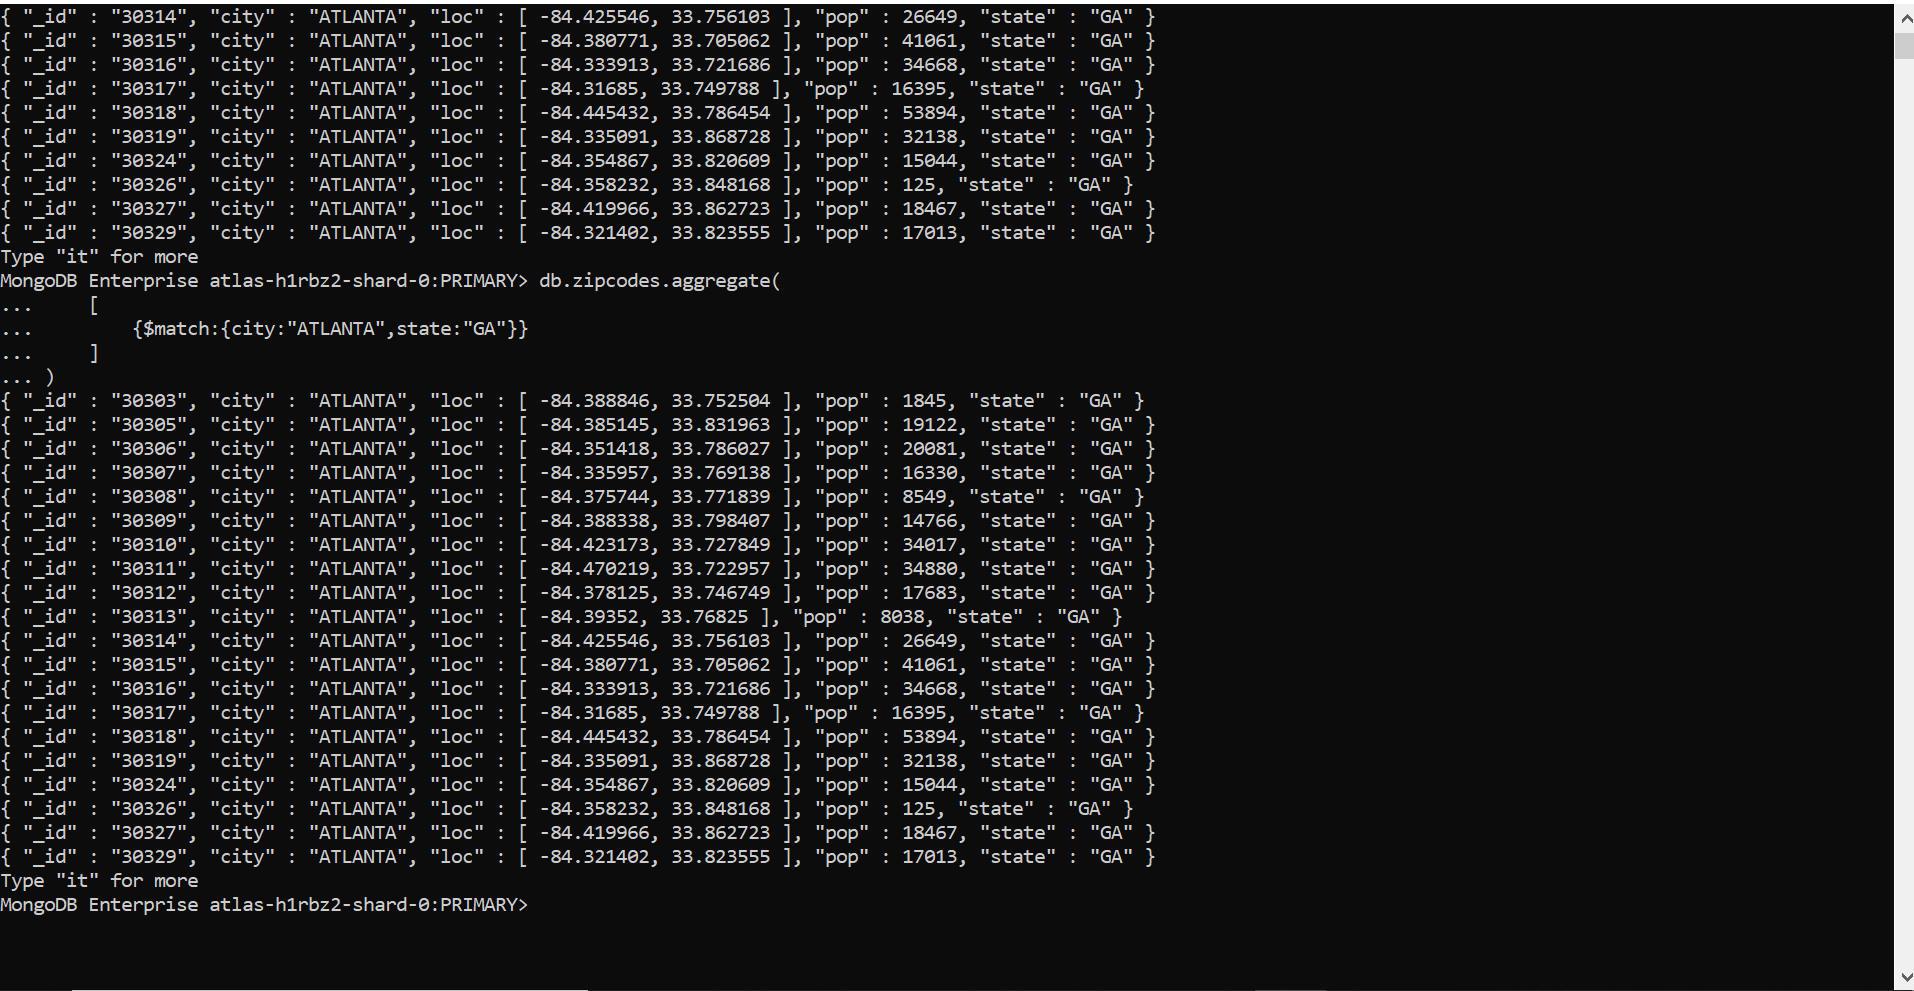 { "_id" : "30314", "city" : "ATLANTA", "loc" : [ -84.425546, 33.756103 ], "pop" : 26649, "state" : "GA" }
{ "_id" : "30315", "city" : "ATLANTA", "loc" : [ -84.380771, 33.705062 ], "pop" : 41061, "state" : "GA" }
{ "_id" : "30316", "city" : "ATLANTA", "loc" : [ -84.333913, 33.721686 ], "pop" : 34668, "state" : "GA" }
{ "_id" : "30317", "city" : "ATLANTA", "loc" : [ -84.31685, 33.749788 ], "pop" : 16395, "state" : "GA" }
{ "_id" : "30318", "city" : "ATLANTA", "loc" : [ -84.445432, 33.786454 ], "pop" : 53894, "state" : "GA" }
{ "_id" : "30319", "city" : "ATLANTA", "loc" : [ -84.335091, 33.868728 ], "pop" : 32138, "state" : "GA" }
{ "_id" : "30324", "city" : "ATLANTA", "loc" : [ -84.354867, 33.820609 ], "pop" : 15044, "state" : "GA" }
{ "_id" : "30326", "city" : "ATLANTA", "loc" : [ -84.358232, 33.848168 ], "pop" : 125, "state" : "GA" }
{ "_id" : "30327", "city" : "ATLANTA", "loc" : [ -84.419966, 33.862723 ], "pop" : 18467, "state" : "GA" }
{ "_id" : "30329", "city" : "ATLANTA", "loc" : [ -84.321402, 33.823555 ], "pop" : 17013, "state" : "GA" }
Type "it" for more
MongoDB Enterprise atlas-h1rbz2-shard-0:PRIMARY> db.zipcodes.aggregate(
...     [
...         {$match:{city:"ATLANTA",state:"GA"}}
...     ]
... )
{ "_id" : "30303", "city" : "ATLANTA", "loc" : [ -84.388846, 33.752504 ], "pop" : 1845, "state" : "GA" }
{ "_id" : "30305", "city" : "ATLANTA", "loc" : [ -84.385145, 33.831963 ], "pop" : 19122, "state" : "GA" }
{ "_id" : "30306", "city" : "ATLANTA", "loc" : [ -84.351418, 33.786027 ], "pop" : 20081, "state" : "GA" }
{ "_id" : "30307", "city" : "ATLANTA", "loc" : [ -84.335957, 33.769138 ], "pop" : 16330, "state" : "GA" }
{ "_id" : "30308", "city" : "ATLANTA", "loc" : [ -84.375744, 33.771839 ], "pop" : 8549, "state" : "GA" }
{ "_id" : "30309", "city" : "ATLANTA", "loc" : [ -84.388338, 33.798407 ], "pop" : 14766, "state" : "GA" }
{ "_id" : "30310", "city" : "ATLANTA", "loc" : [ -84.423173, 33.727849 ], "pop" : 34017, "state" : "GA" }
{ "_id" : "30311", "city" : "ATLANTA", "loc" : [ -84.470219, 33.722957 ], "pop" : 34880, "state" : "GA" }
{ "_id" : "30312", "city" : "ATLANTA", "loc" : [ -84.378125, 33.746749 ], "pop" : 17683, "state" : "GA" }
{ "_id" : "30313", "city" : "ATLANTA", "loc" : [ -84.39352, 33.76825 ], "pop" : 8038, "state" : "GA" }
{ "_id" : "30314", "city" : "ATLANTA", "loc" : [ -84.425546, 33.756103 ], "pop" : 26649, "state" : "GA" }
{ "_id" : "30315", "city" : "ATLANTA", "loc" : [ -84.380771, 33.705062 ], "pop" : 41061, "state" : "GA" }
{ "_id" : "30316", "city" : "ATLANTA", "loc" : [ -84.333913, 33.721686 ], "pop" : 34668, "state" : "GA" }
{ "_id" : "30317", "city" : "ATLANTA", "loc" : [ -84.31685, 33.749788 ], "pop" : 16395, "state" : "GA" }
{ "_id" : "30318", "city" : "ATLANTA", "loc" : [ -84.445432, 33.786454 ], "pop" : 53894, "state" : "GA" }
{ "_id" : "30319", "city" : "ATLANTA", "loc" : [ -84.335091, 33.868728 ], "pop" : 32138, "state" : "GA" }
{ "_id" : "30324", "city" : "ATLANTA", "loc" : [ -84.354867, 33.820609 ], "pop" : 15044, "state" : "GA" }
{ "_id" : "30326", "city" : "ATLANTA", "loc" : [ -84.358232, 33.848168 ], "pop" : 125, "state" : "GA" }
{ "_id" : "30327", "city" : "ATLANTA", "loc" : [ -84.419966, 33.862723 ], "pop" : 18467, "state" : "GA" }
{ "_id" : "30329", "city" : "ATLANTA", "loc" : [ -84.321402, 33.823555 ], "pop" : 17013, "state" : "GA" }
Type "it" for more
MongoDB Enterprise atlas-h1rbz2-shard-0:PRIMARY>